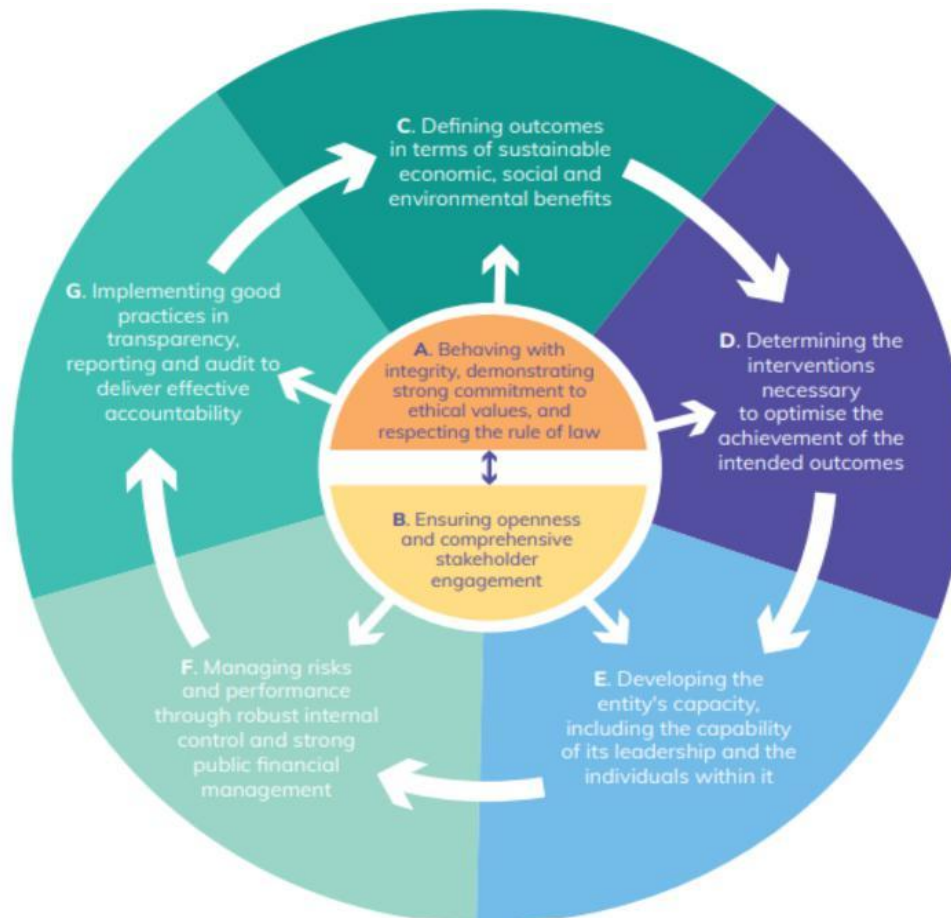 C. Defining outcomes
in terms of sustainable
economic, social and
environmental benefits
G. Implementing good
practices in
transparency,
reporting and audit to
deliver effective
accountability
A. Behaving with
integrity, demonstrating
strong commitment to
ethical values, and
respecting the rule of law
D. Determining the
interventions
necessary
to optimise the
achievement of the
intended outcomes
B. Ensuring openness
and comprehensive
stakeholder
engagement
F. Managing risks
and performance
through robust internal
control and strong
public financial
management
E. Developing the
entity's capacity,
including the capability
of its leadership and the
individuals within it